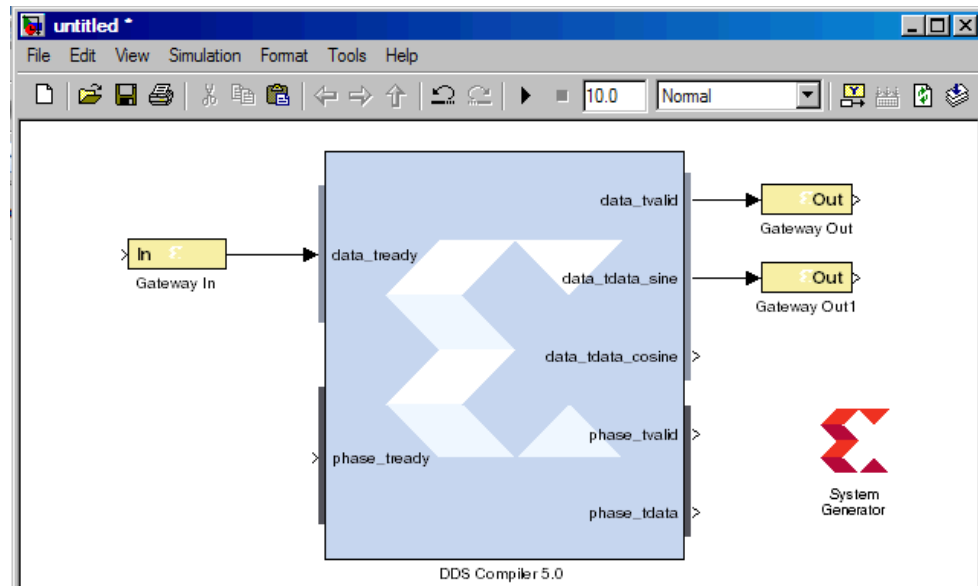 untitled *
File Edit View Simulation Format Tools Help
10.0 Normal
data_tvalid
Out
Gateway Out
In
Gateway In
data_tready
data_tdata_sine
Out
Gateway Out1
data_tdata_cosine
phase_tvalid
phase_tready
phase_tdata
System
Generator
DDS Compiler 5.0